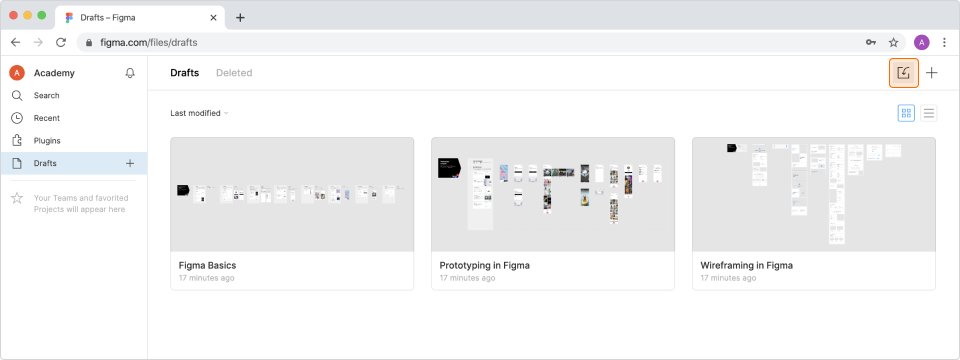 Drafts – Figma
figma.com/files/drafts
A
A
Academy
Search
Recent
Plugins
Drafts
Your Teams and favorited
Projects will appear here
Drafts
Deleted
Last modified
Figma Basics
17 minutes ago
Prototyping in Figma
17 minutes ago
Wireframing in Figma
17 minutes ago